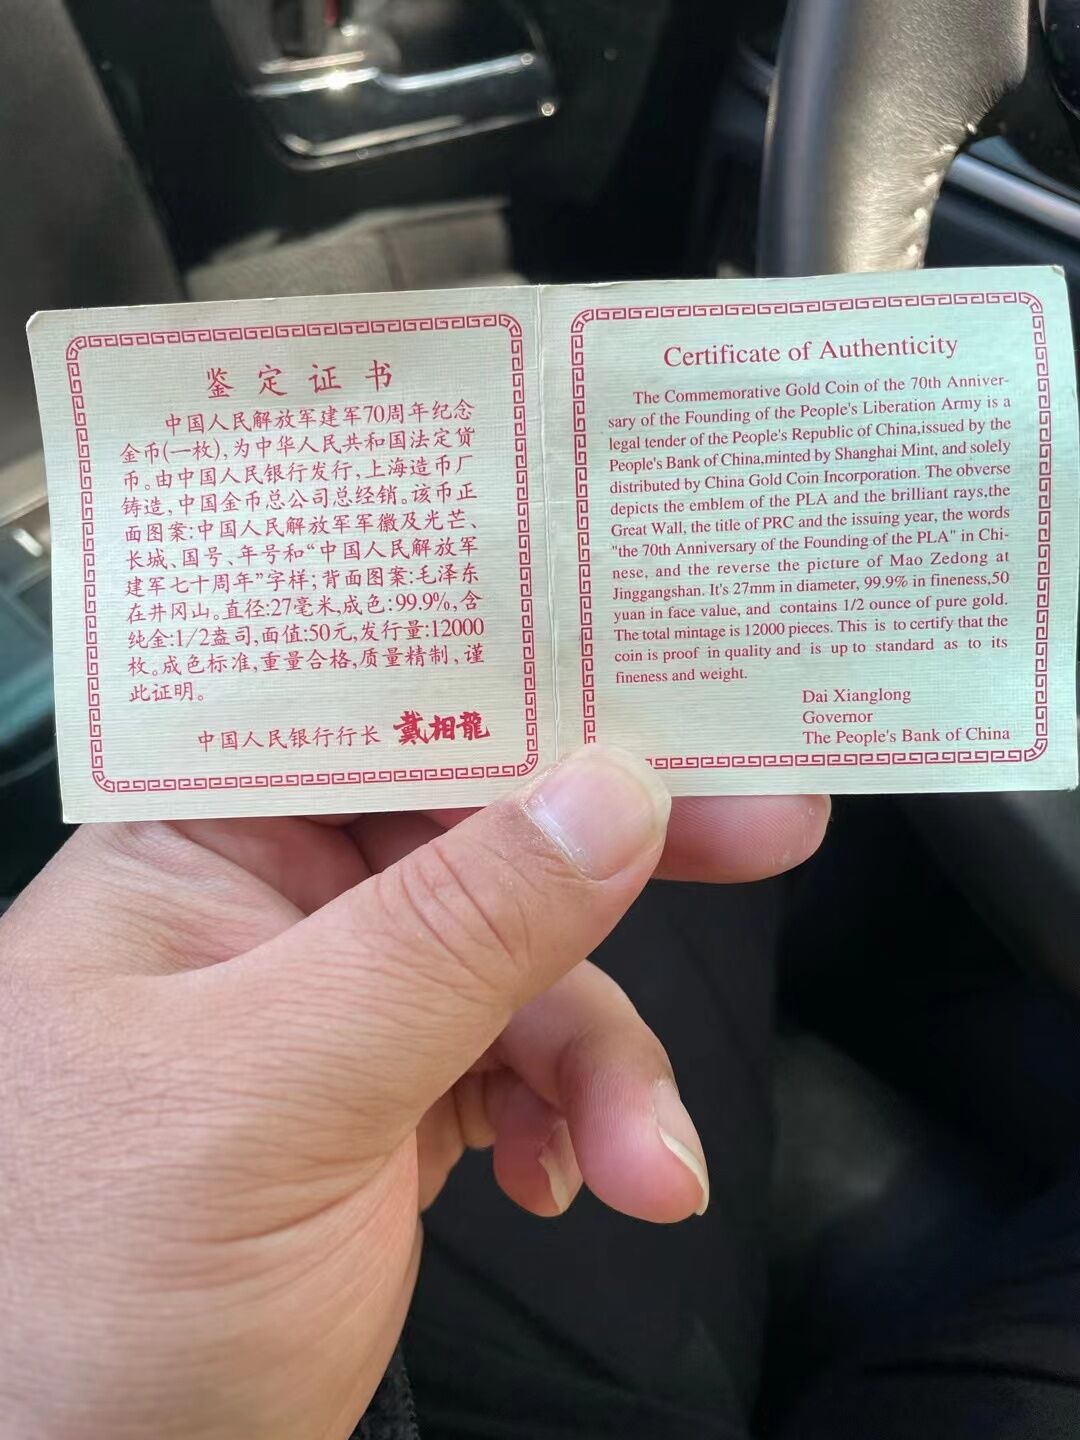 鉴定证书
中国人民解放军建军70周年纪念
金币(一枚),为中华人民共和国法定货
币。由中国人民银行发行,上海造币厂
铸造,中国金币总公司总经销。该币正
面图案:中国人民解放军军徽及光芒、
长城、国号、年号和“中国人民解放军
建军七十周年”字样;背面图案:毛泽东
在井冈山。直径:27毫米,成色:99.9%,含
纯金:1/2盎司,面值:50元,发行量:12000
枚。成色标准,重量合格,质量精制,谨
此证明。
中国人民银行行长 戴相龍
Certificate of Authenticity
The Commemorative Gold Coin of the 70th Anniver-
sary of the Founding of the People's Liberation Army is a
legal tender of the People's Republic of China,issued by the
People's Bank of China,minted by Shanghai Mint, and solely
distributed by China Gold Coin Incorporation. The obverse
depicts the emblem of the PLA and the brilliant rays,the
Great Wall, the title of PRC and the issuing year, the words
"the 70th Anniversary of the Founding of the PLA" in Chi-
nese, and the reverse the picture of Mao Zedong at
Jinggangshan. It's 27mm in diameter, 99.9% in fineness,50
yuan in face value, and contains 1/2 ounce of pure gold.
The total mintage is 12000 pieces. This is to certify that the
coin is proof in quality and is up to standard as to its
fineness and weight.
Dai Xianglong
Governor
The People's Bank of China